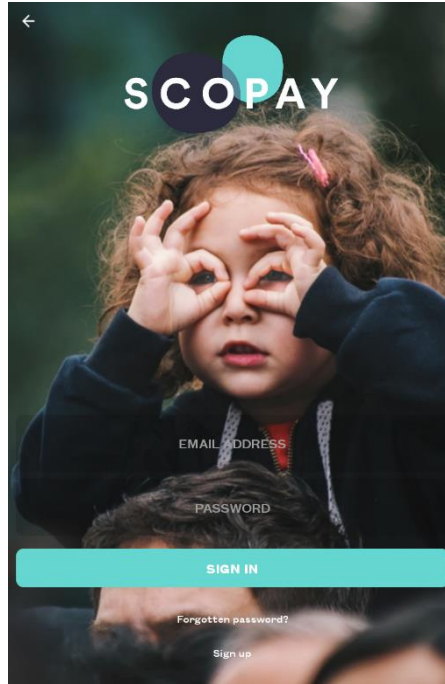 SCOPAY
EMAIL ADDRESS
PASSWORD
SIGN IN
Forgotten password?
Sign up